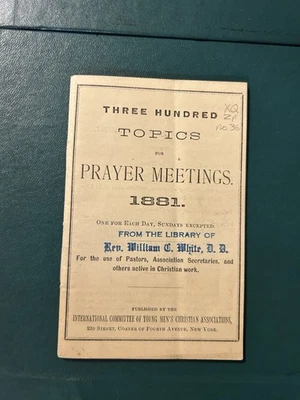 THREE HUNDRED
TOPICS
FOR
PRAYER MEETINGS.
1881.
ONE FOR EACH DAY, SUNDAYS EXCEPTED.
FROM THE LIBRARY OF
Rev. William C. White, D. D.
For the use of Pastors, Association Secretaries, and
others active in Christian work.
PUBLISHED BY THE
INTERNATIONAL COMMITTEE OF YOUNG MEN'S CHRISTIAN ASSOCIATIONS,
23D STREET, CORNER OF FOURTH AVENUE, NEW YORK.